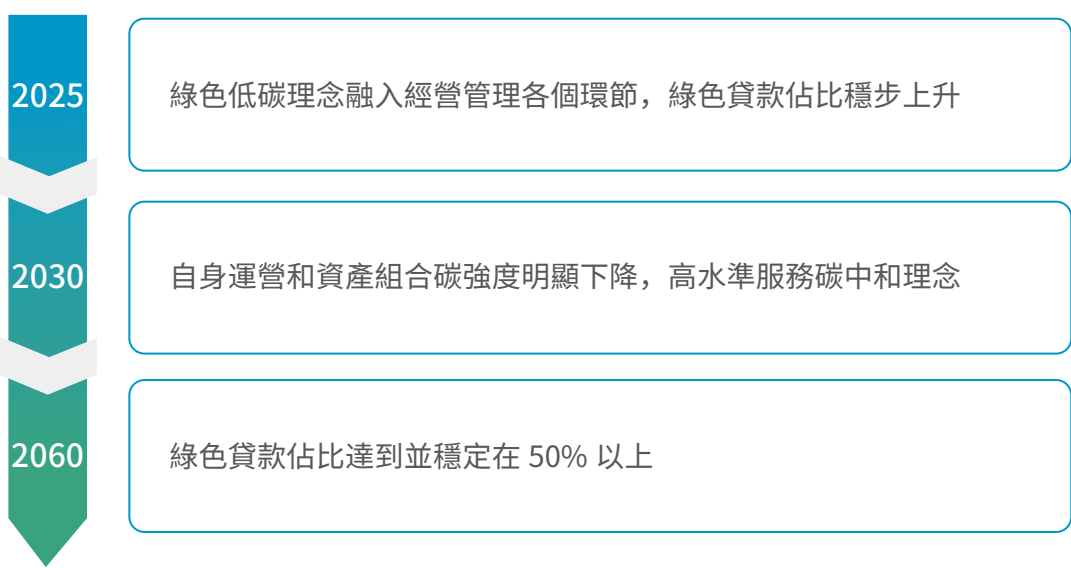 2025
綠色低碳理念融入經營管理各個環節，綠色貸款佔比穩步上升
2030
自身運營和資產組合碳強度明顯下降，高水準服務碳中和理念
2060
綠色貸款佔比達到並穩定在 50% 以上